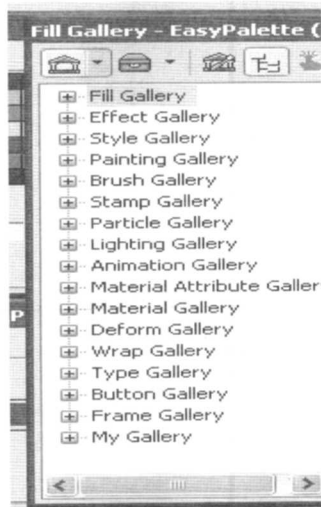 Fill Gallery - EasyPalette (
Fill Gallery
Effect Gallery
Style Gallery
Painting Gallery
Brush Gallery
Stamp Gallery
Particle Gallery
Lighting Gallery
Animation Gallery
Material Attribute Galler
Material Gallery
Deform Gallery
Wrap Gallery
Type Gallery
Button Gallery
Frame Gallery
My Gallery
P